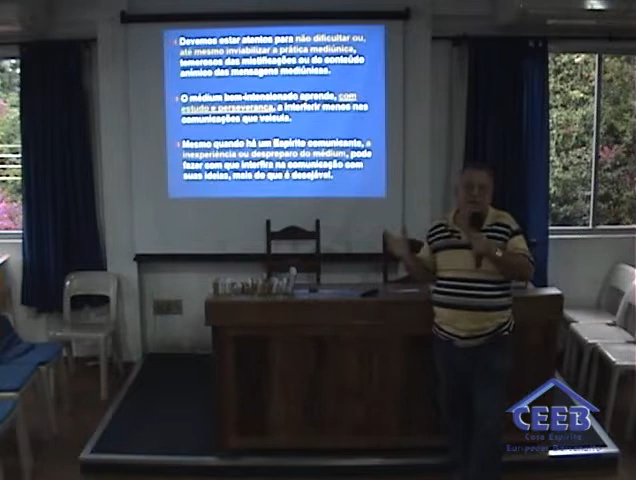 Devemos estar atentos para não dificultar ou,
até mesmo inviabilizar a prática mediúnica,
temerosos das mistificações ou do conteúdo
anímico das mensagens mediúnicas.
O médium bem-intencionado aprende, com
estudo e perseverança, a interferir menos nas
comunicações que veicula.
Mesmo quando há um Espírito comunicante, a
inexperiência ou despreparo do médium, pode
fazer com que interfira na comunicação com
suas ideias, mais do que é desejável.
CEEB
Casa Espírita